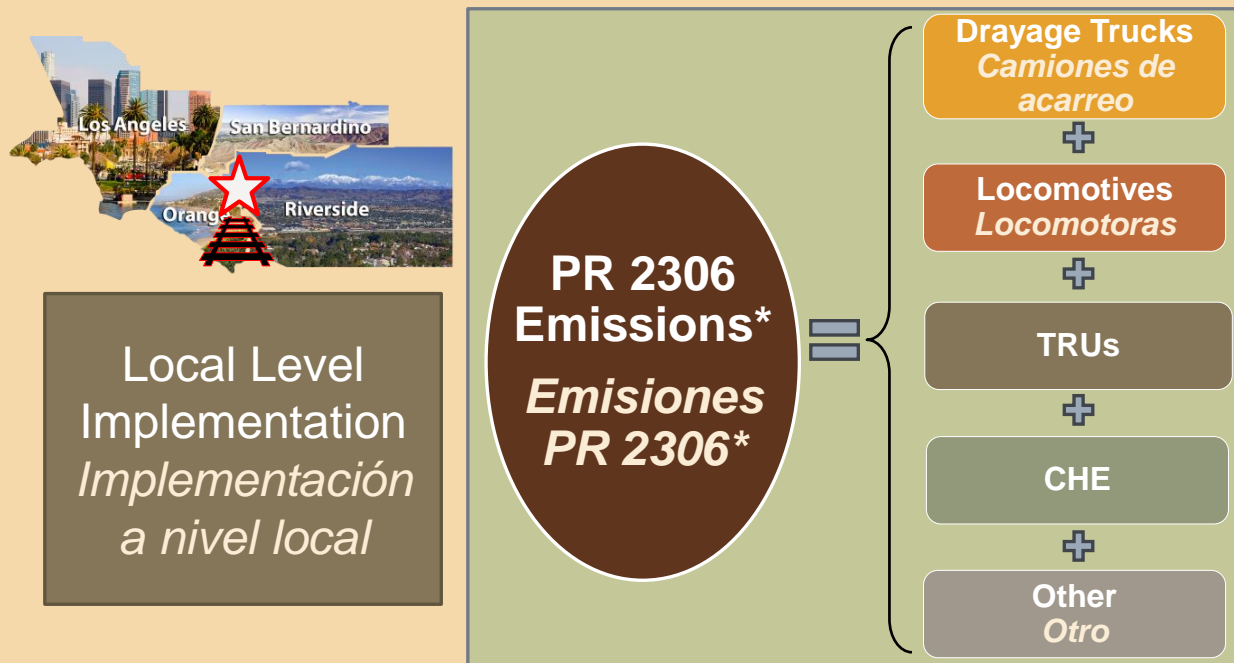 Los Angeles
San Bernardino
Orange
Riverside
Local Level
Implementation
Implementación
a nivel local
PR 2306
Emissions*
Emisiones
PR 2306*
Drayage Trucks
Camiones de
acarreo
Locomotives
Locomotoras
TRUs
CHE
Other
Otro